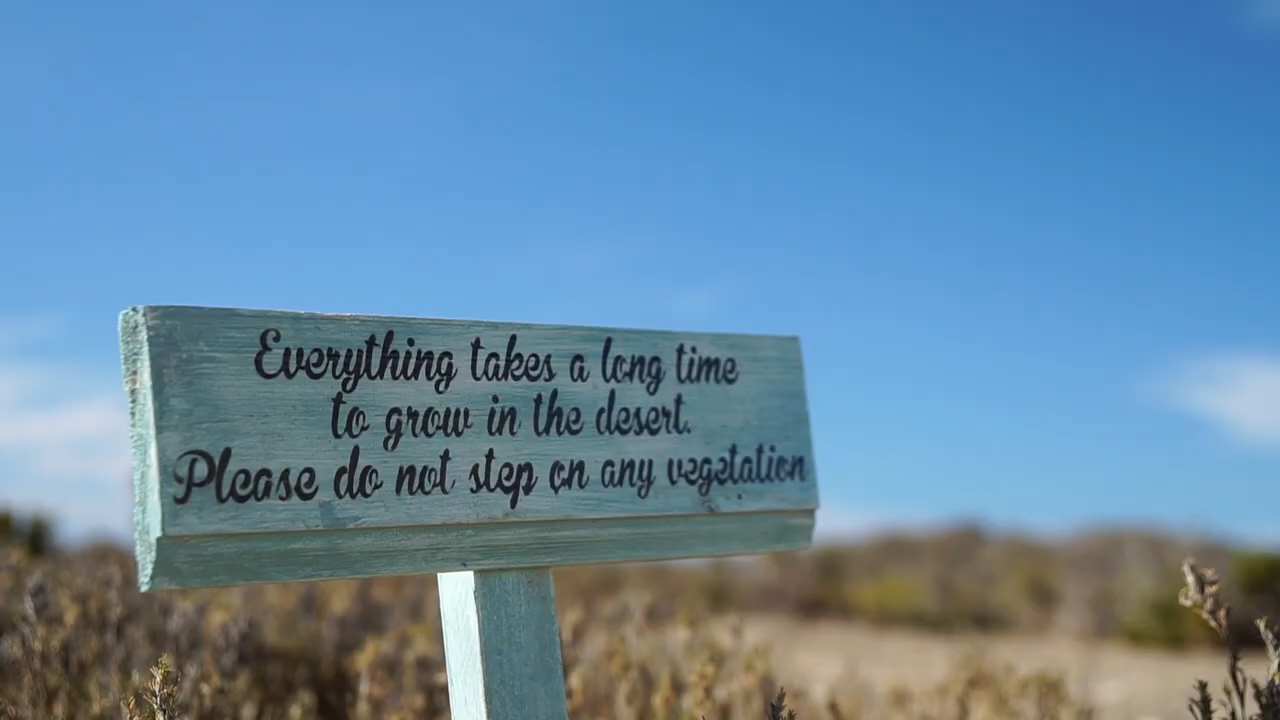 Everything takes a long time
to grow in the desert.
Please do not step on any vegetation